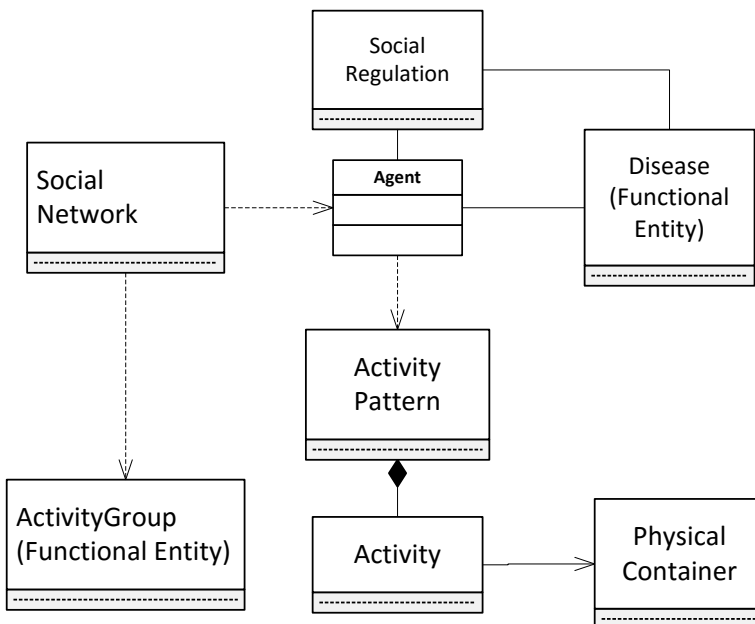 Social
Regulation
Social
Network
Agent
Disease
(Functional
Entity)
Activity
Pattern
ActivityGroup
(Functional Entity)
Activity
Physical
Container